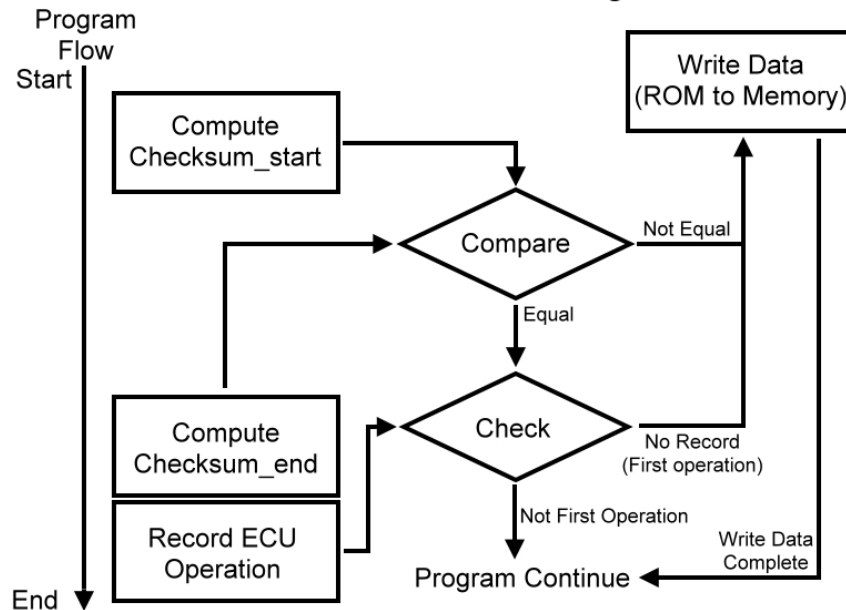 Program
Flow
Start
Write Data
(ROM to Memory)
Compute
Checksum_start
Compare
Not Equal
Equal
Compute
Checksum_end
Check
No Record
(First operation)
Record ECU
Operation
Not First Operation
Write Data
Complete
Program Continue
End